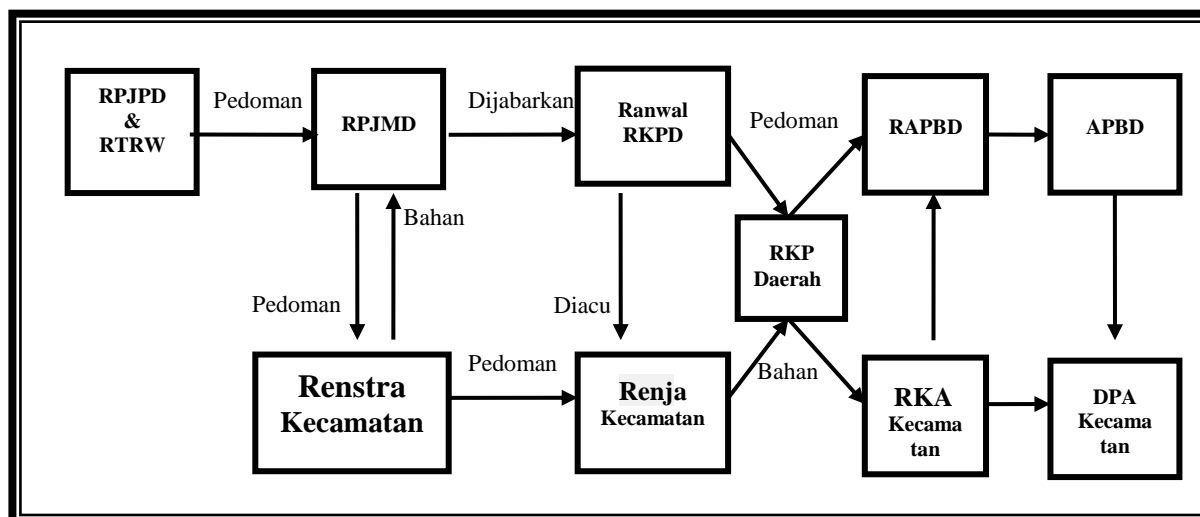 RPJPD
&
RTRW
Pedoman
RPJMD
Dijabarkan
Ranwal
RKPD
Pedoman
RAPBD
APBD
Bahan
RKP
Daerah
Pedoman
Diacu
Renstra
Kecamatan
Pedoman
Renja
Kecamatan
Bahan
RKA
Kecama
tan
DPA
Kecama
tan